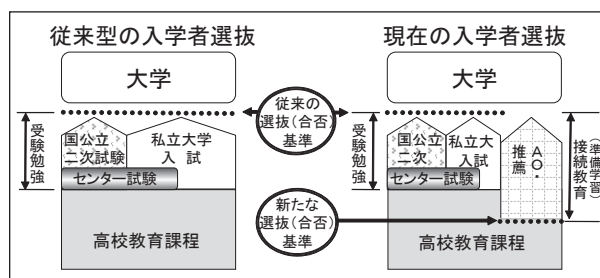 従来型の入学者選抜
大学
受験勉強
国公立
二次試験
私立大学
入試
センター試験
高校教育課程
従来の
選抜(合否)
基準
新たな
選抜(合否)
基準
現在の入学者選抜
大学
受験勉強
国公立
二次
私立大
入試
センター試験
AO・
推薦
高校教育課程
(準備学習)
接続教育